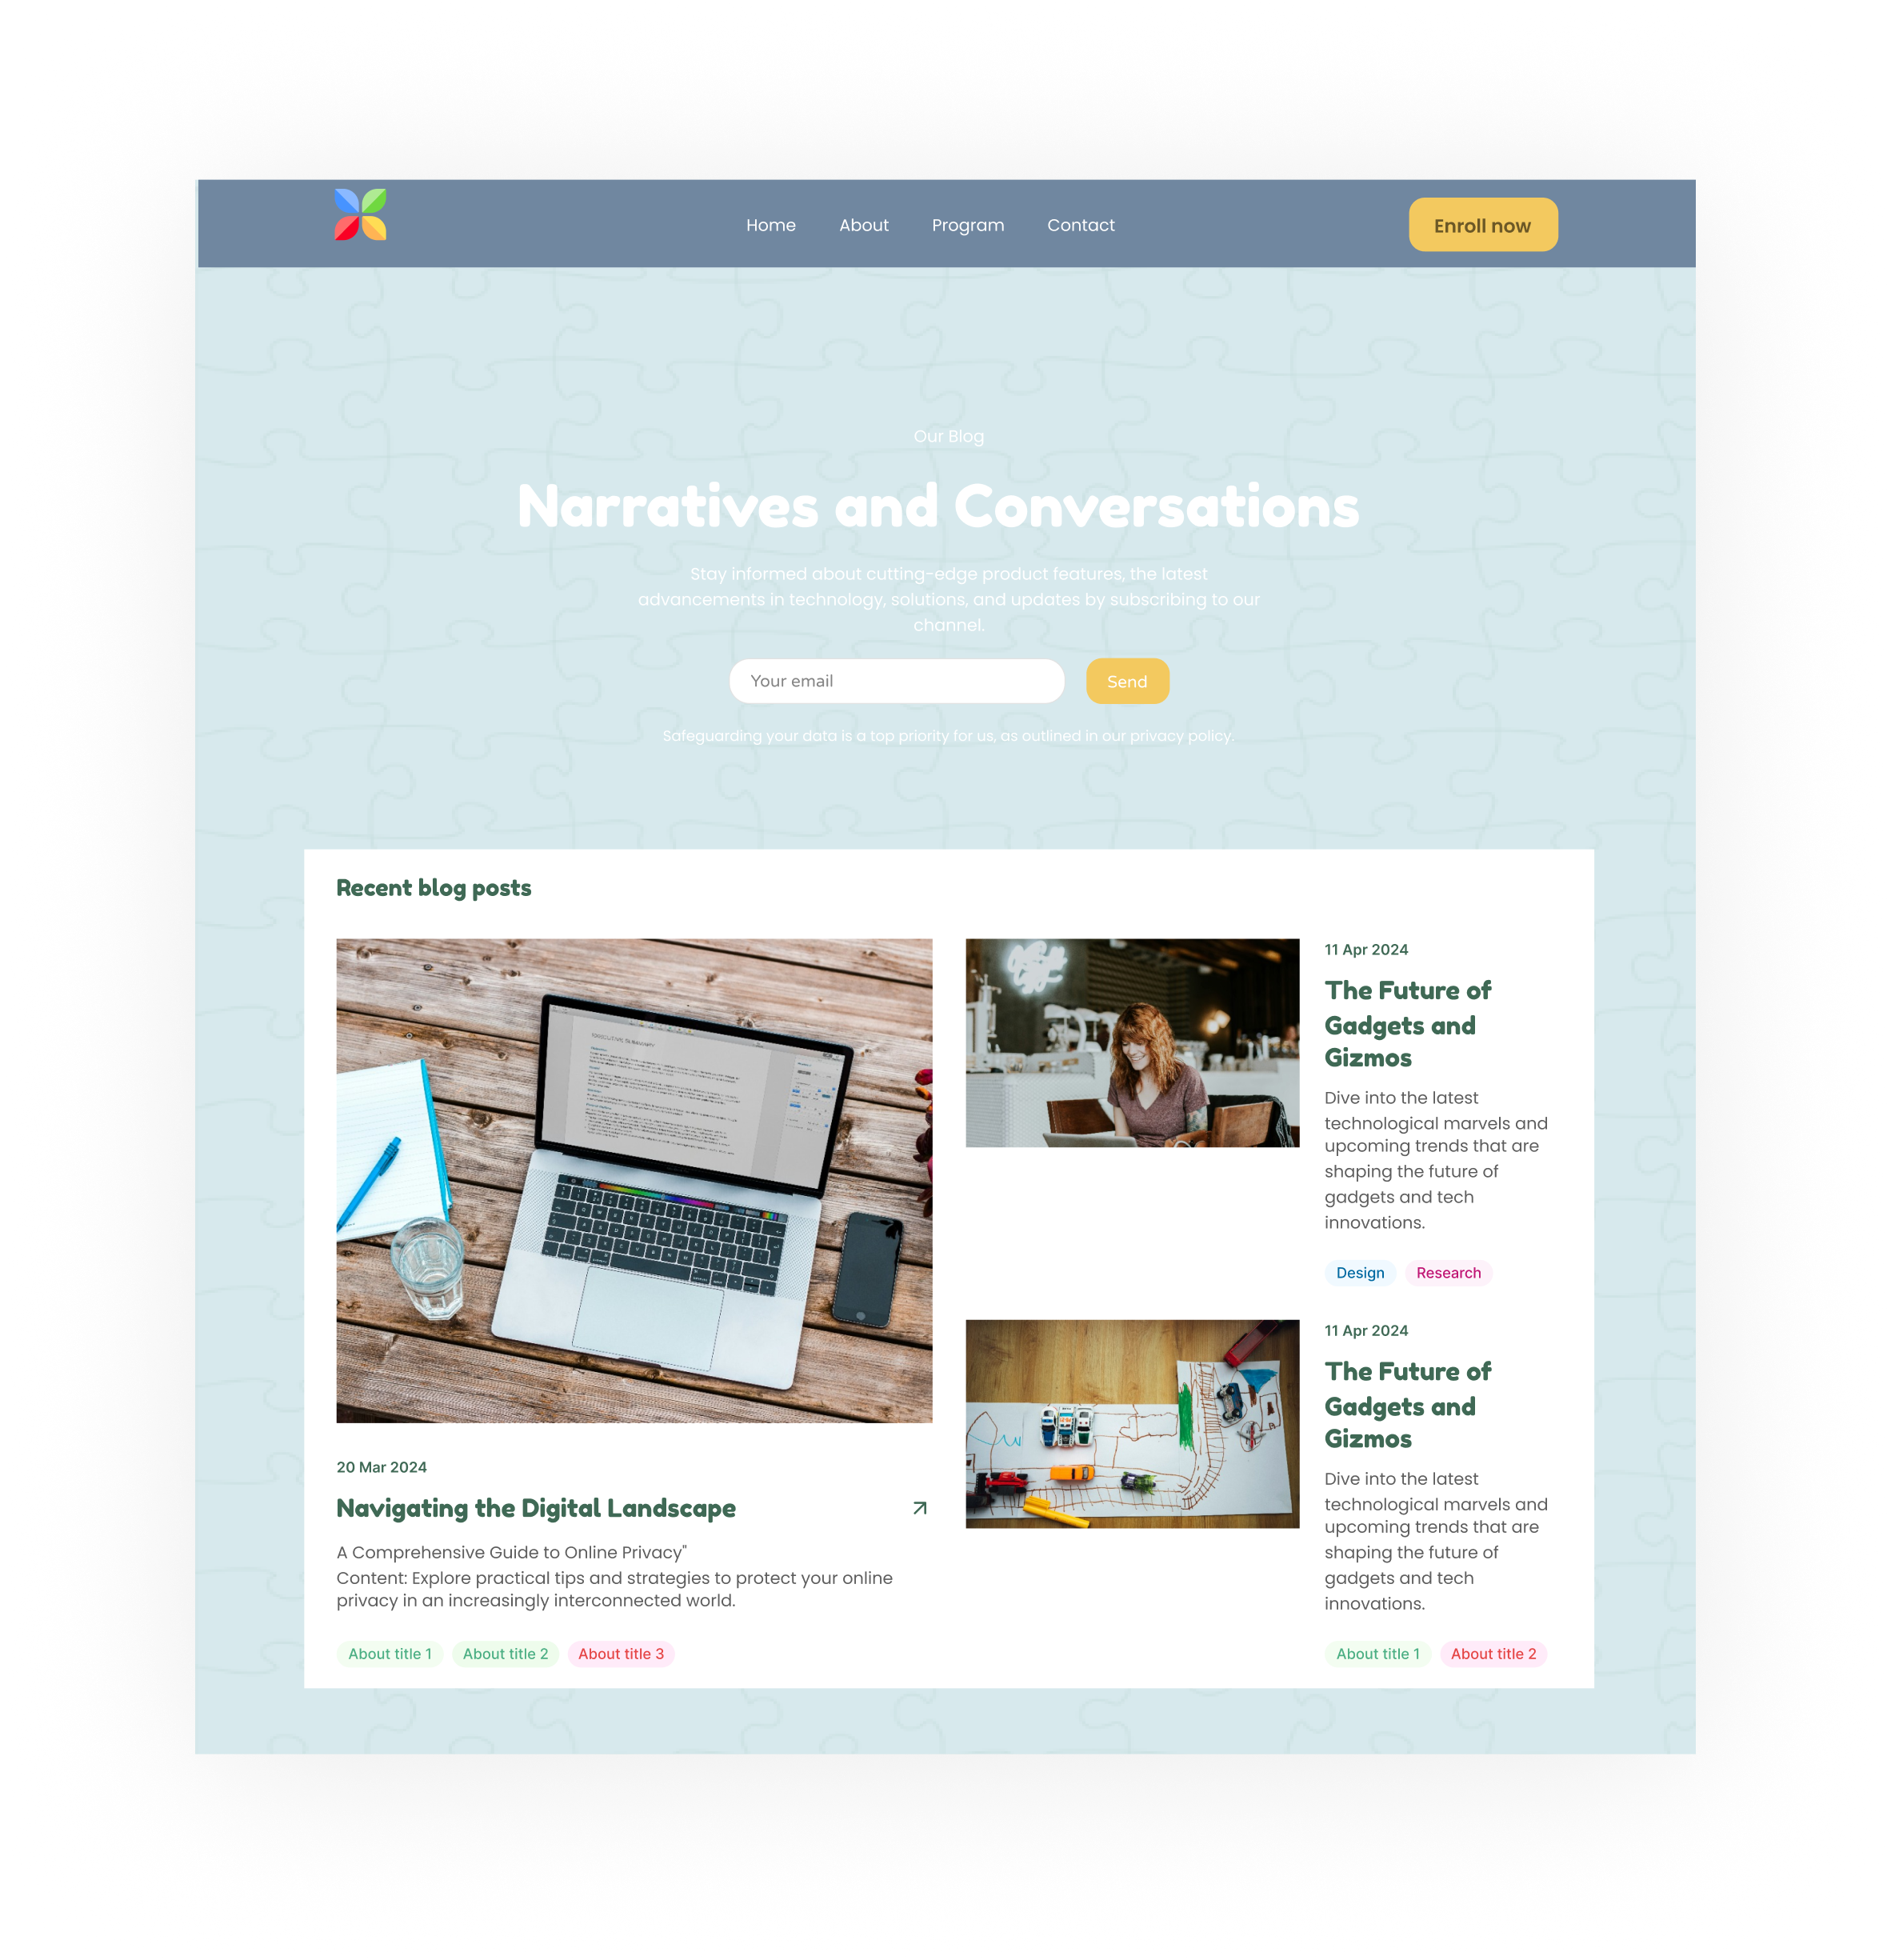 Home
About
Program
Contact
Enroll now
Our Blog
Narratives and Conversations
Stay informed about cutting-edge product features, the latest
advancements in technology, solutions, and updates by subscribing to our
channel.
Your email
Send
Safeguarding your data is a top priority for us, as outlined in our privacy policy.
Recent blog posts
20 Mar 2024
Navigating the Digital Landscape
A Comprehensive Guide to Online Privacy"
Content: Explore practical tips and strategies to protect your online
privacy in an increasingly interconnected world.
About title 1
About title 2
About title 3
11 Apr 2024
The Future of
Gadgets and
Gizmos
Dive into the latest
technological marvels and
upcoming trends that are
shaping the future of
gadgets and tech
innovations.
Design
Research
11 Apr 2024
The Future of
Gadgets and
Gizmos
Dive into the latest
technological marvels and
upcoming trends that are
shaping the future of
gadgets and tech
innovations.
About title 1
About title 2